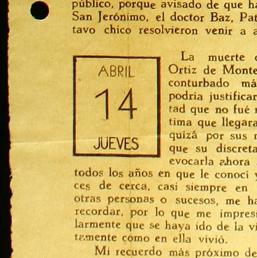 público, porque avisado de que ha
San Jerónimo, el doctor Baz, Pat
tavo chico resolvieron venir a a
ABRIL
14
JUEVES
La muerte d
Ortiz de Monte
conturbado má
podría justificar
tad que no fué n
tima que llegara
quizá por sus m
que su discreta
evocarla ahora
todos los años en que le conocí y
ces de cerca, casi siempre en
otras personas o sucesos, me ha
recordar, por lo que me impres
larmente que se haya ido de la vi
tamente como en ella vivió.
Mi recuerdo más próximo de